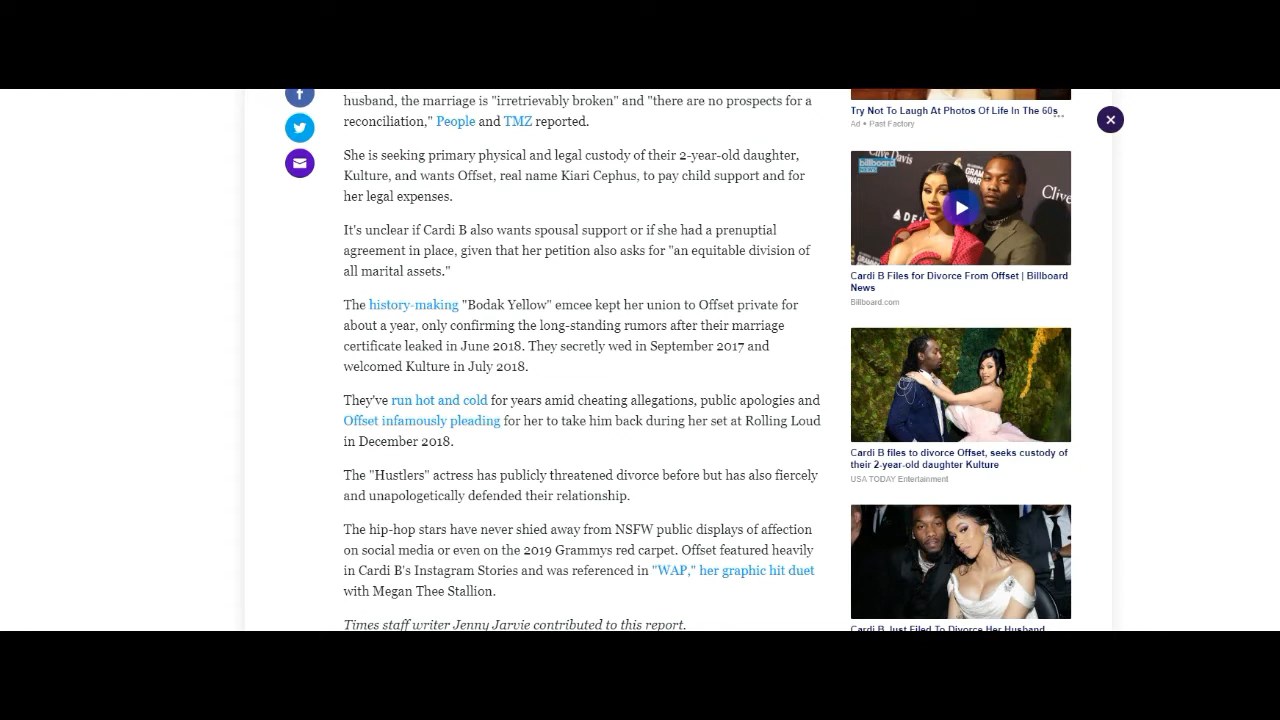 husband, the marriage is "irretrievably broken" and "there are no prospects for a
reconciliation," People and TMZ reported.
She is seeking primary physical and legal custody of their 2-year-old daughter,
Kulture, and wants Offset, real name Kiari Cephus, to pay child support and for
her legal expenses.
It's unclear if Cardi B also wants spousal support or if she had a prenuptial
agreement in place, given that her petition also asks for "an equitable division of
all marital assets."
The history-making "Bodak Yellow" emcee kept her union to Offset private for
about a year, only confirming the long-standing rumors after their marriage
certificate leaked in June 2018. They secretly wed in September 2017 and
welcomed Kulture in July 2018.
They've run hot and cold for years amid cheating allegations, public apologies and
Offset infamously pleading for her to take him back during her set at Rolling Loud
in December 2018.
The "Hustlers" actress has publicly threatened divorce before but has also fiercely
and unapologetically defended their relationship.
The hip-hop stars have never shied away from NSFW public displays of affection
on social media or even on the 2019 Grammys red carpet. Offset featured heavily
in Cardi B's Instagram Stories and was referenced in "WAP," her graphic hit duet
with Megan Thee Stallion.
Times staff writer Jenny Jarvie contributed to this report.
Try Not To Laugh At Photos Of Life In The 60s
Ad • Past Factory
billboard
NEWS
Clive Davis
Clive
Cardi B Files for Divorce From Offset | Billboard
News
Billboard.com
Cardi B files to divorce Offset, seeks custody of
their 2-year-old daughter Kulture
USA TODAY Entertainment
Cardi B Just Filed To Divorce Her Husband